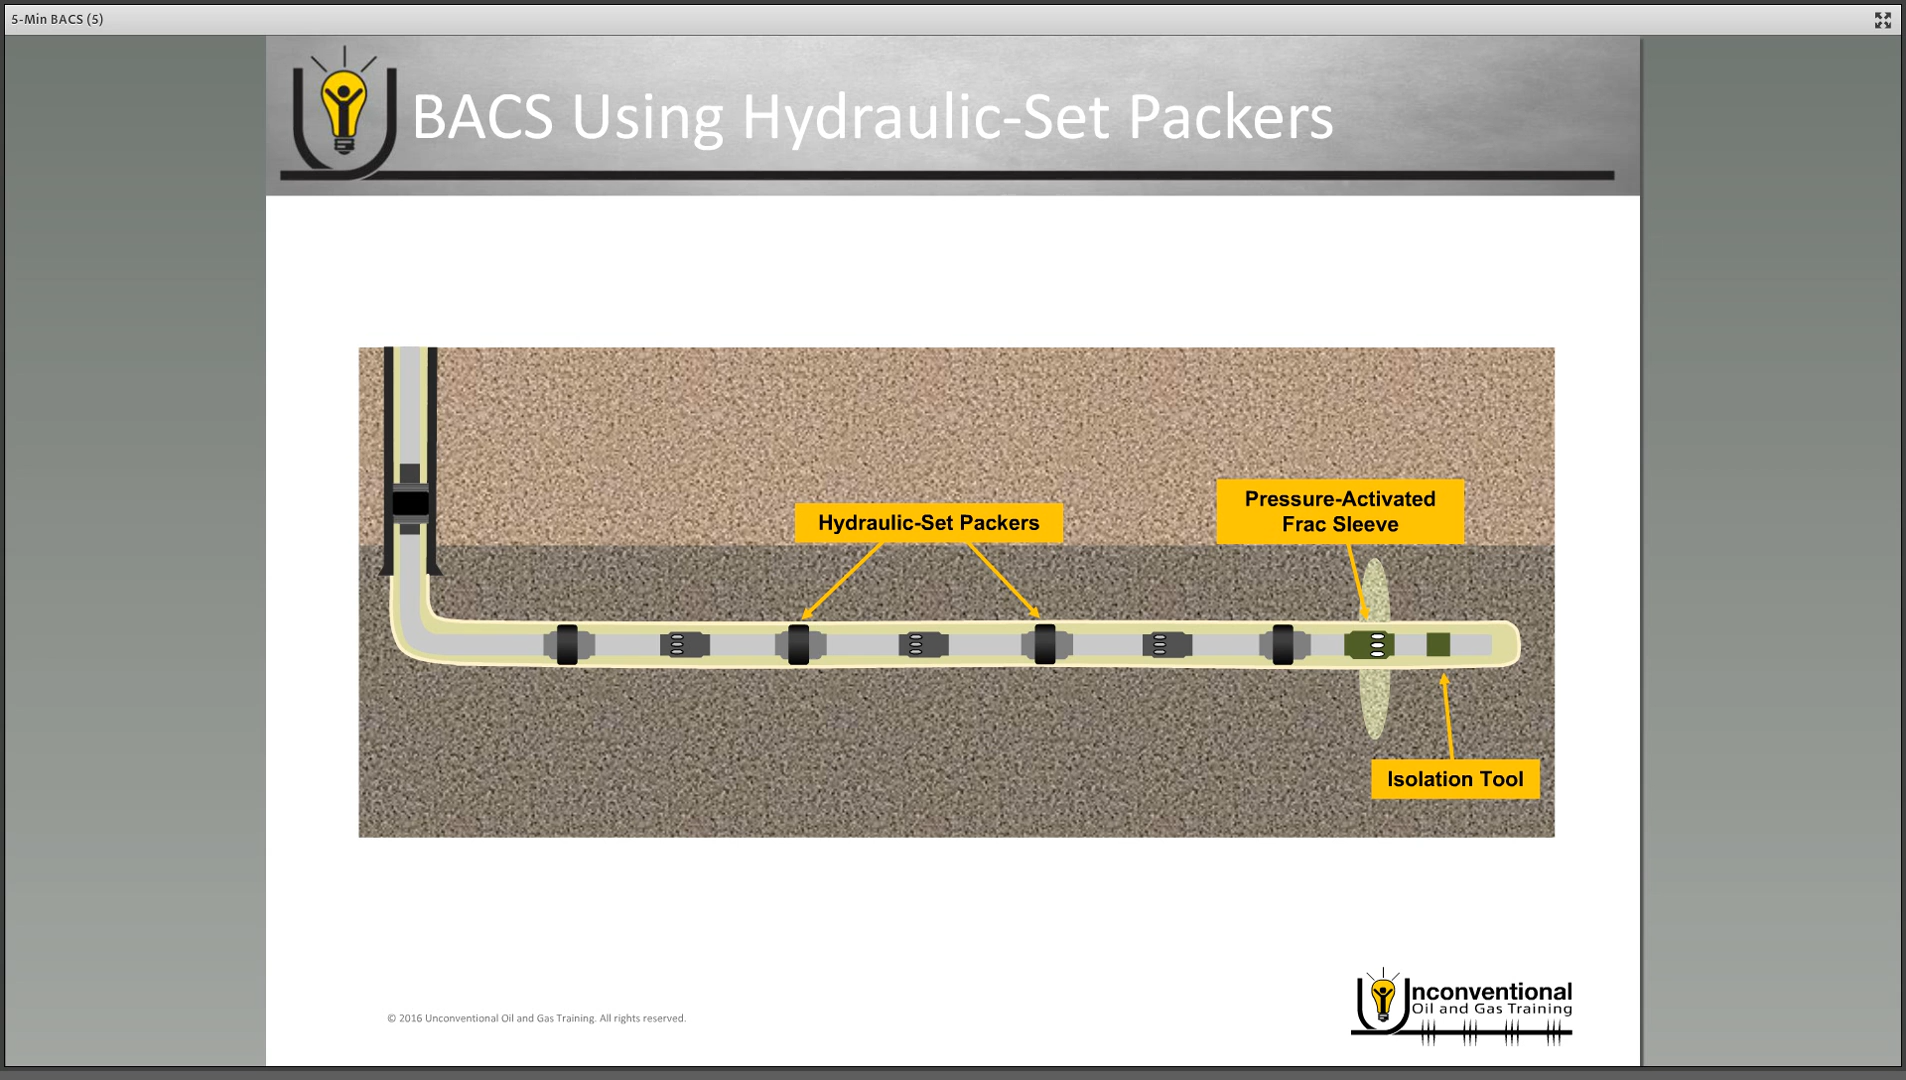 5-Min BACS (5)
BACS Using Hydraulic-Set Packers
Pressure-Activated
Frac Sleeve
Hydraulic-Set Packers
Isolation Tool
© 2016 Unconventional Oil and Gas Training. All rights reserved.
Unconventional
Oil and Gas Training